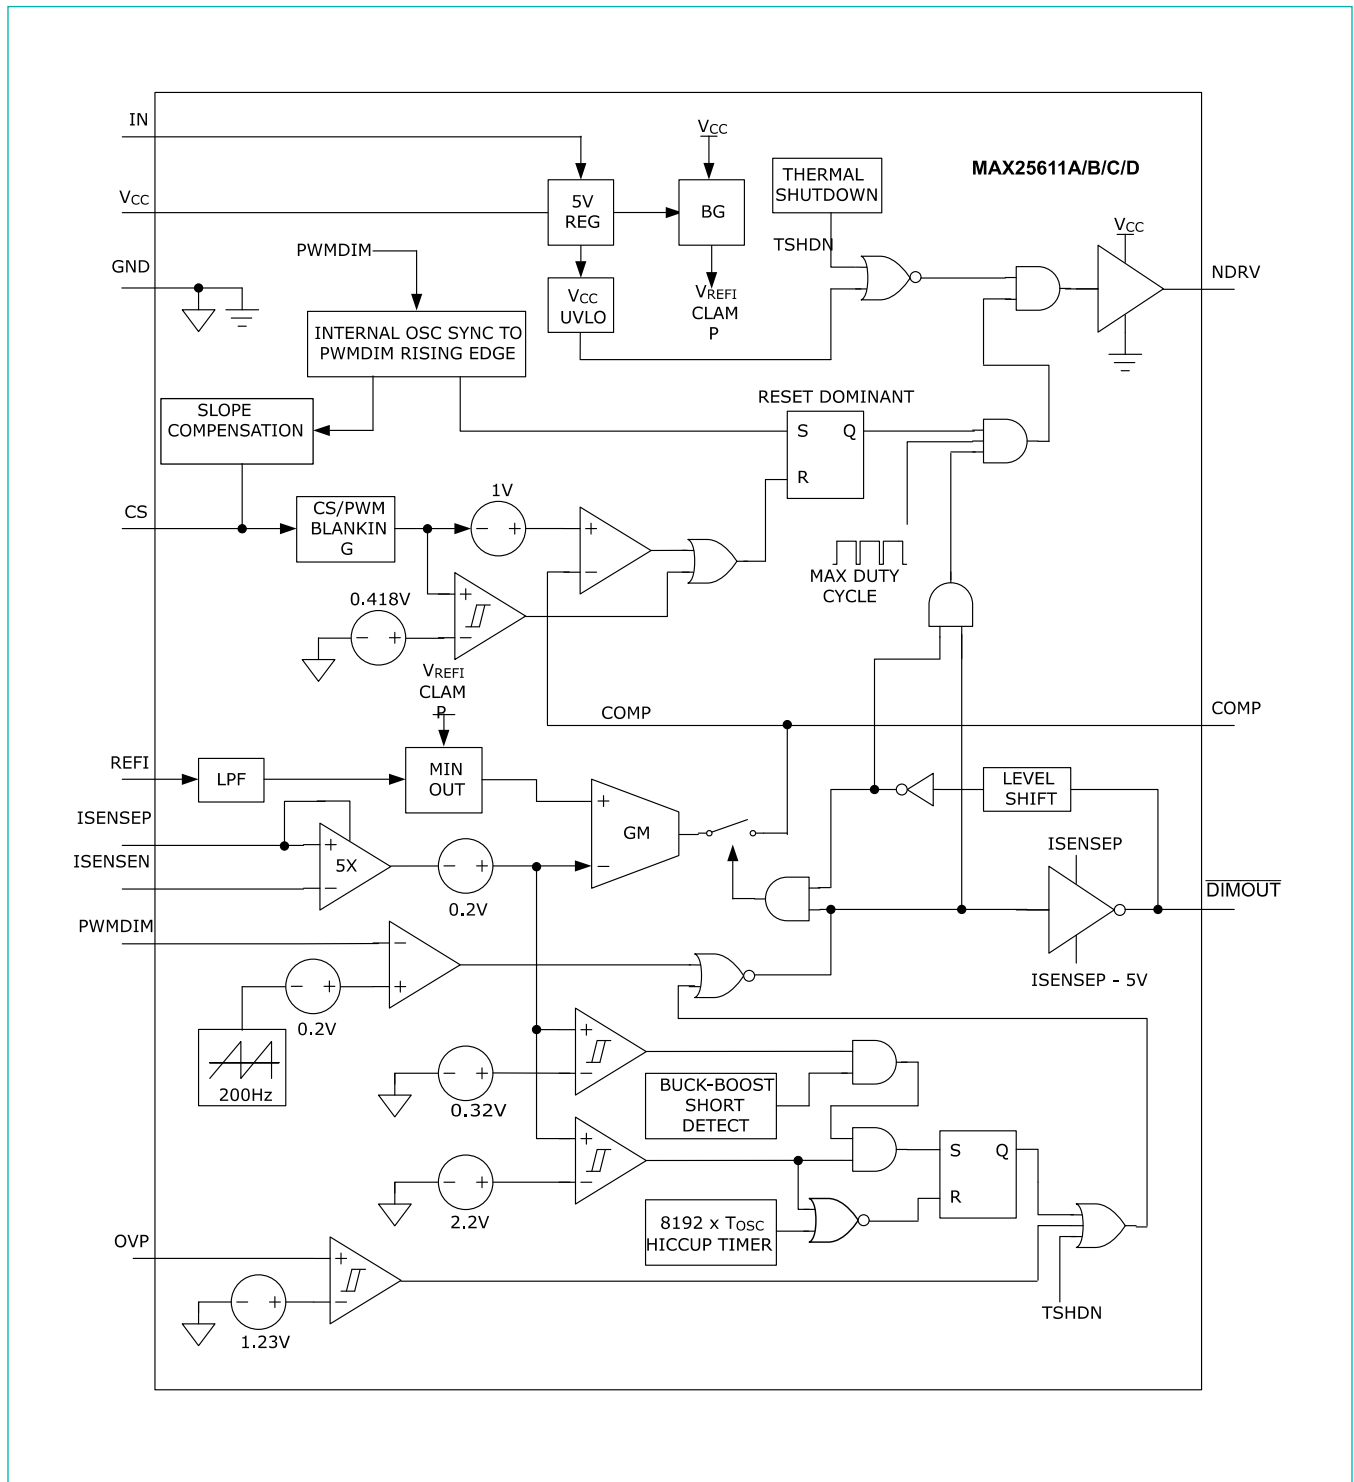 IN
VCC
MAX25611A/B/C/D
THERMAL
SHUTDOWN
VCC
5V
REG
BG
VCC
PWMDIM
TSHDN
NDRV
GND
VCC
UVLO
VREFI
CLAM
P
INTERNAL OSC SYNC TO
PWMDIM RISING EDGE
SLOPE
COMPENSATION
RESET DOMINANT
S
Q
R
1V
CS
CS/PWM
BLANKIN
G
−
+
+
−
MAX DUTY
CYCLE
0.418V
+
−
−
+
VREFI
CLAM
P
COMP
COMP
REFI
LPF
MIN
OUT
LEVEL
SHIFT
ISENSEP
+
GM
−
ISENSEP
ISENSEN
+
5X
−
−
+
0.2V
DIMOUT
PWMDIM
−
+
ISENSEP - 5V
−
+
0.2V
200Hz
+
−
−
+
0.32V
BUCK-BOOST
SHORT
DETECT
+
−
−
+
2.2V
S
Q
R
8192 x TOSC
HICCUP TIMER
OVP
+
−
−
+
1.23V
TSHDN